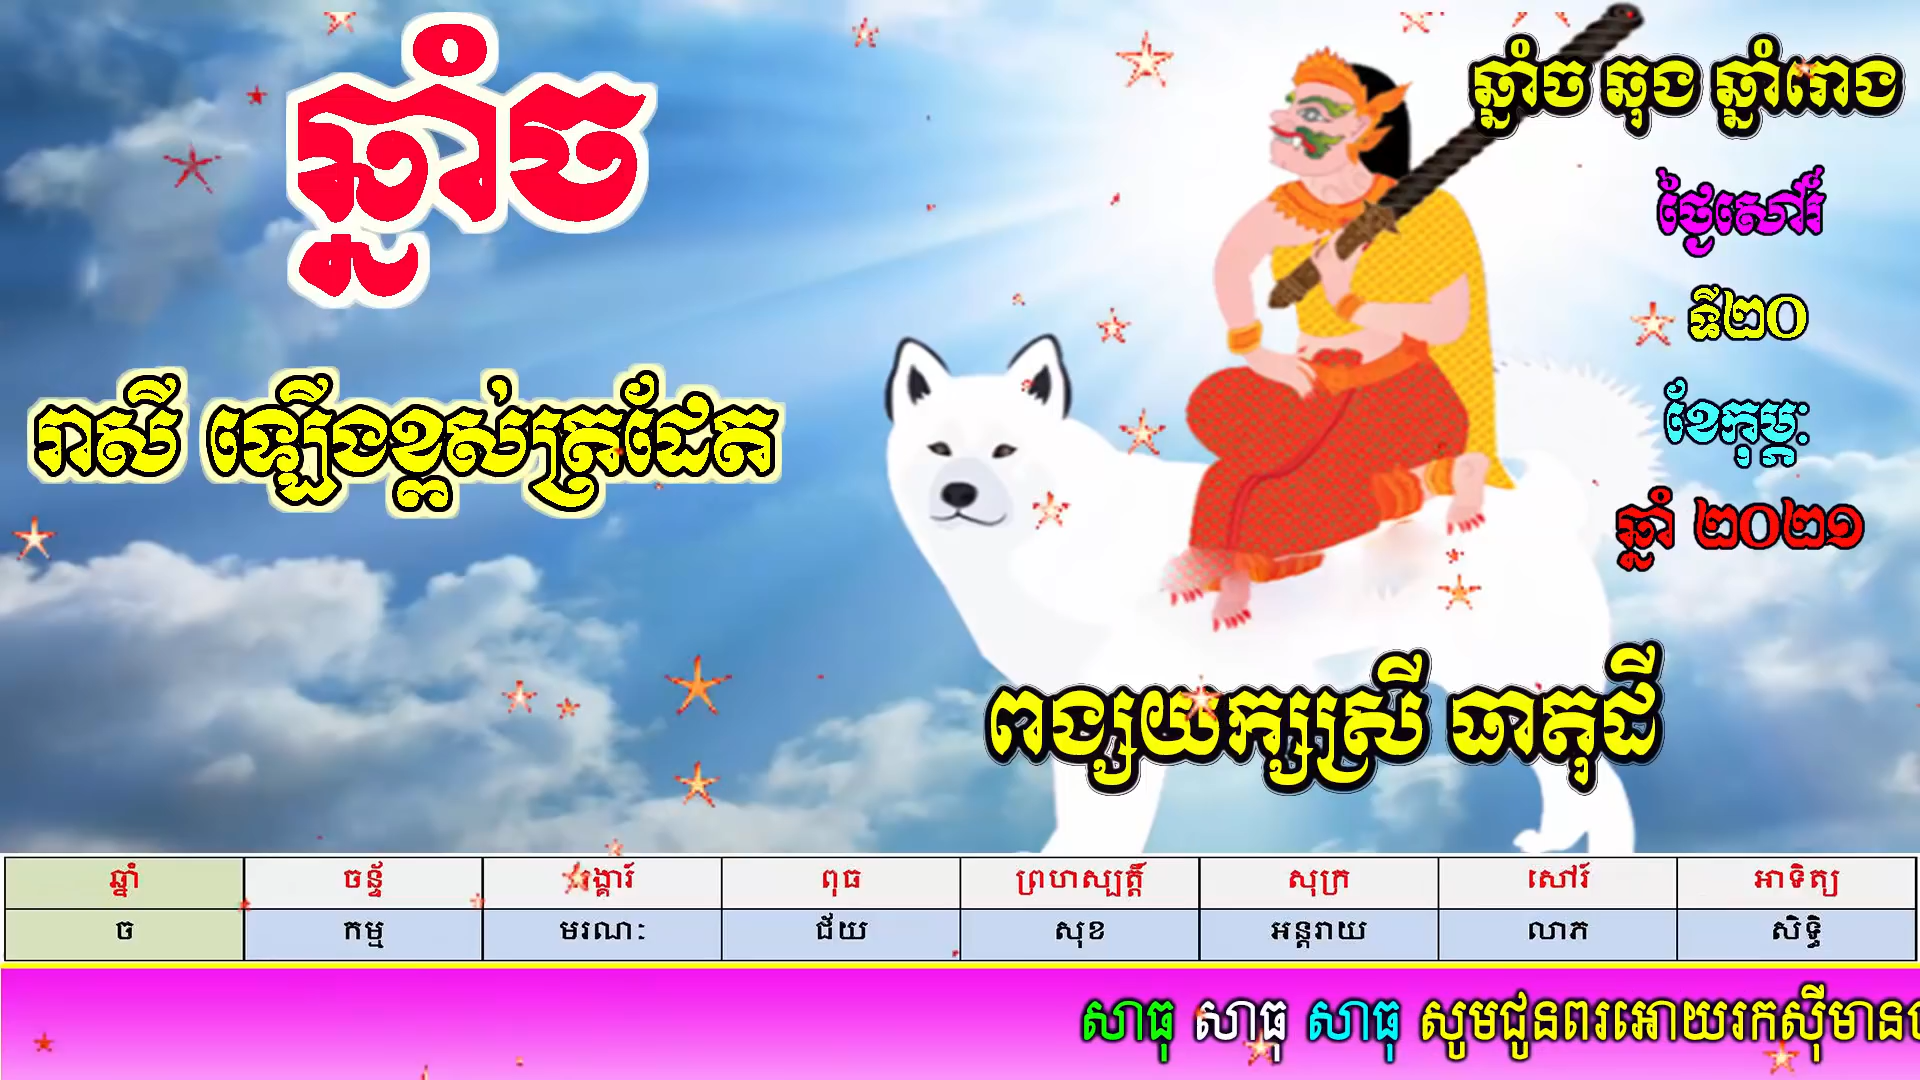 ឆ្នាំច
រាសី ឡើងខ្ពស់ត្រដែត
ឆ្នាំច ឆុង ឆ្នាំរោង
ថ្ងៃសៅរ៍
ទី២០
ខែកុម្ភៈ
ឆ្នាំ ២០២១
ពង្សយក្សស្រី ធាតុដី
ឆ្នាំ ចន្ទ័ អង្គារ៍ ពុធ ព្រហស្បត្តិ៍ សុក្រ សៅរ៍ អាទិត្យ
ច កម្ម មរណៈ ជ័យ សុខ អន្តរាយ លាភ សិទ្ធិ
សាធុ សាធុ សាធុ សូមជូនពរអោយរកស៊ីមាន